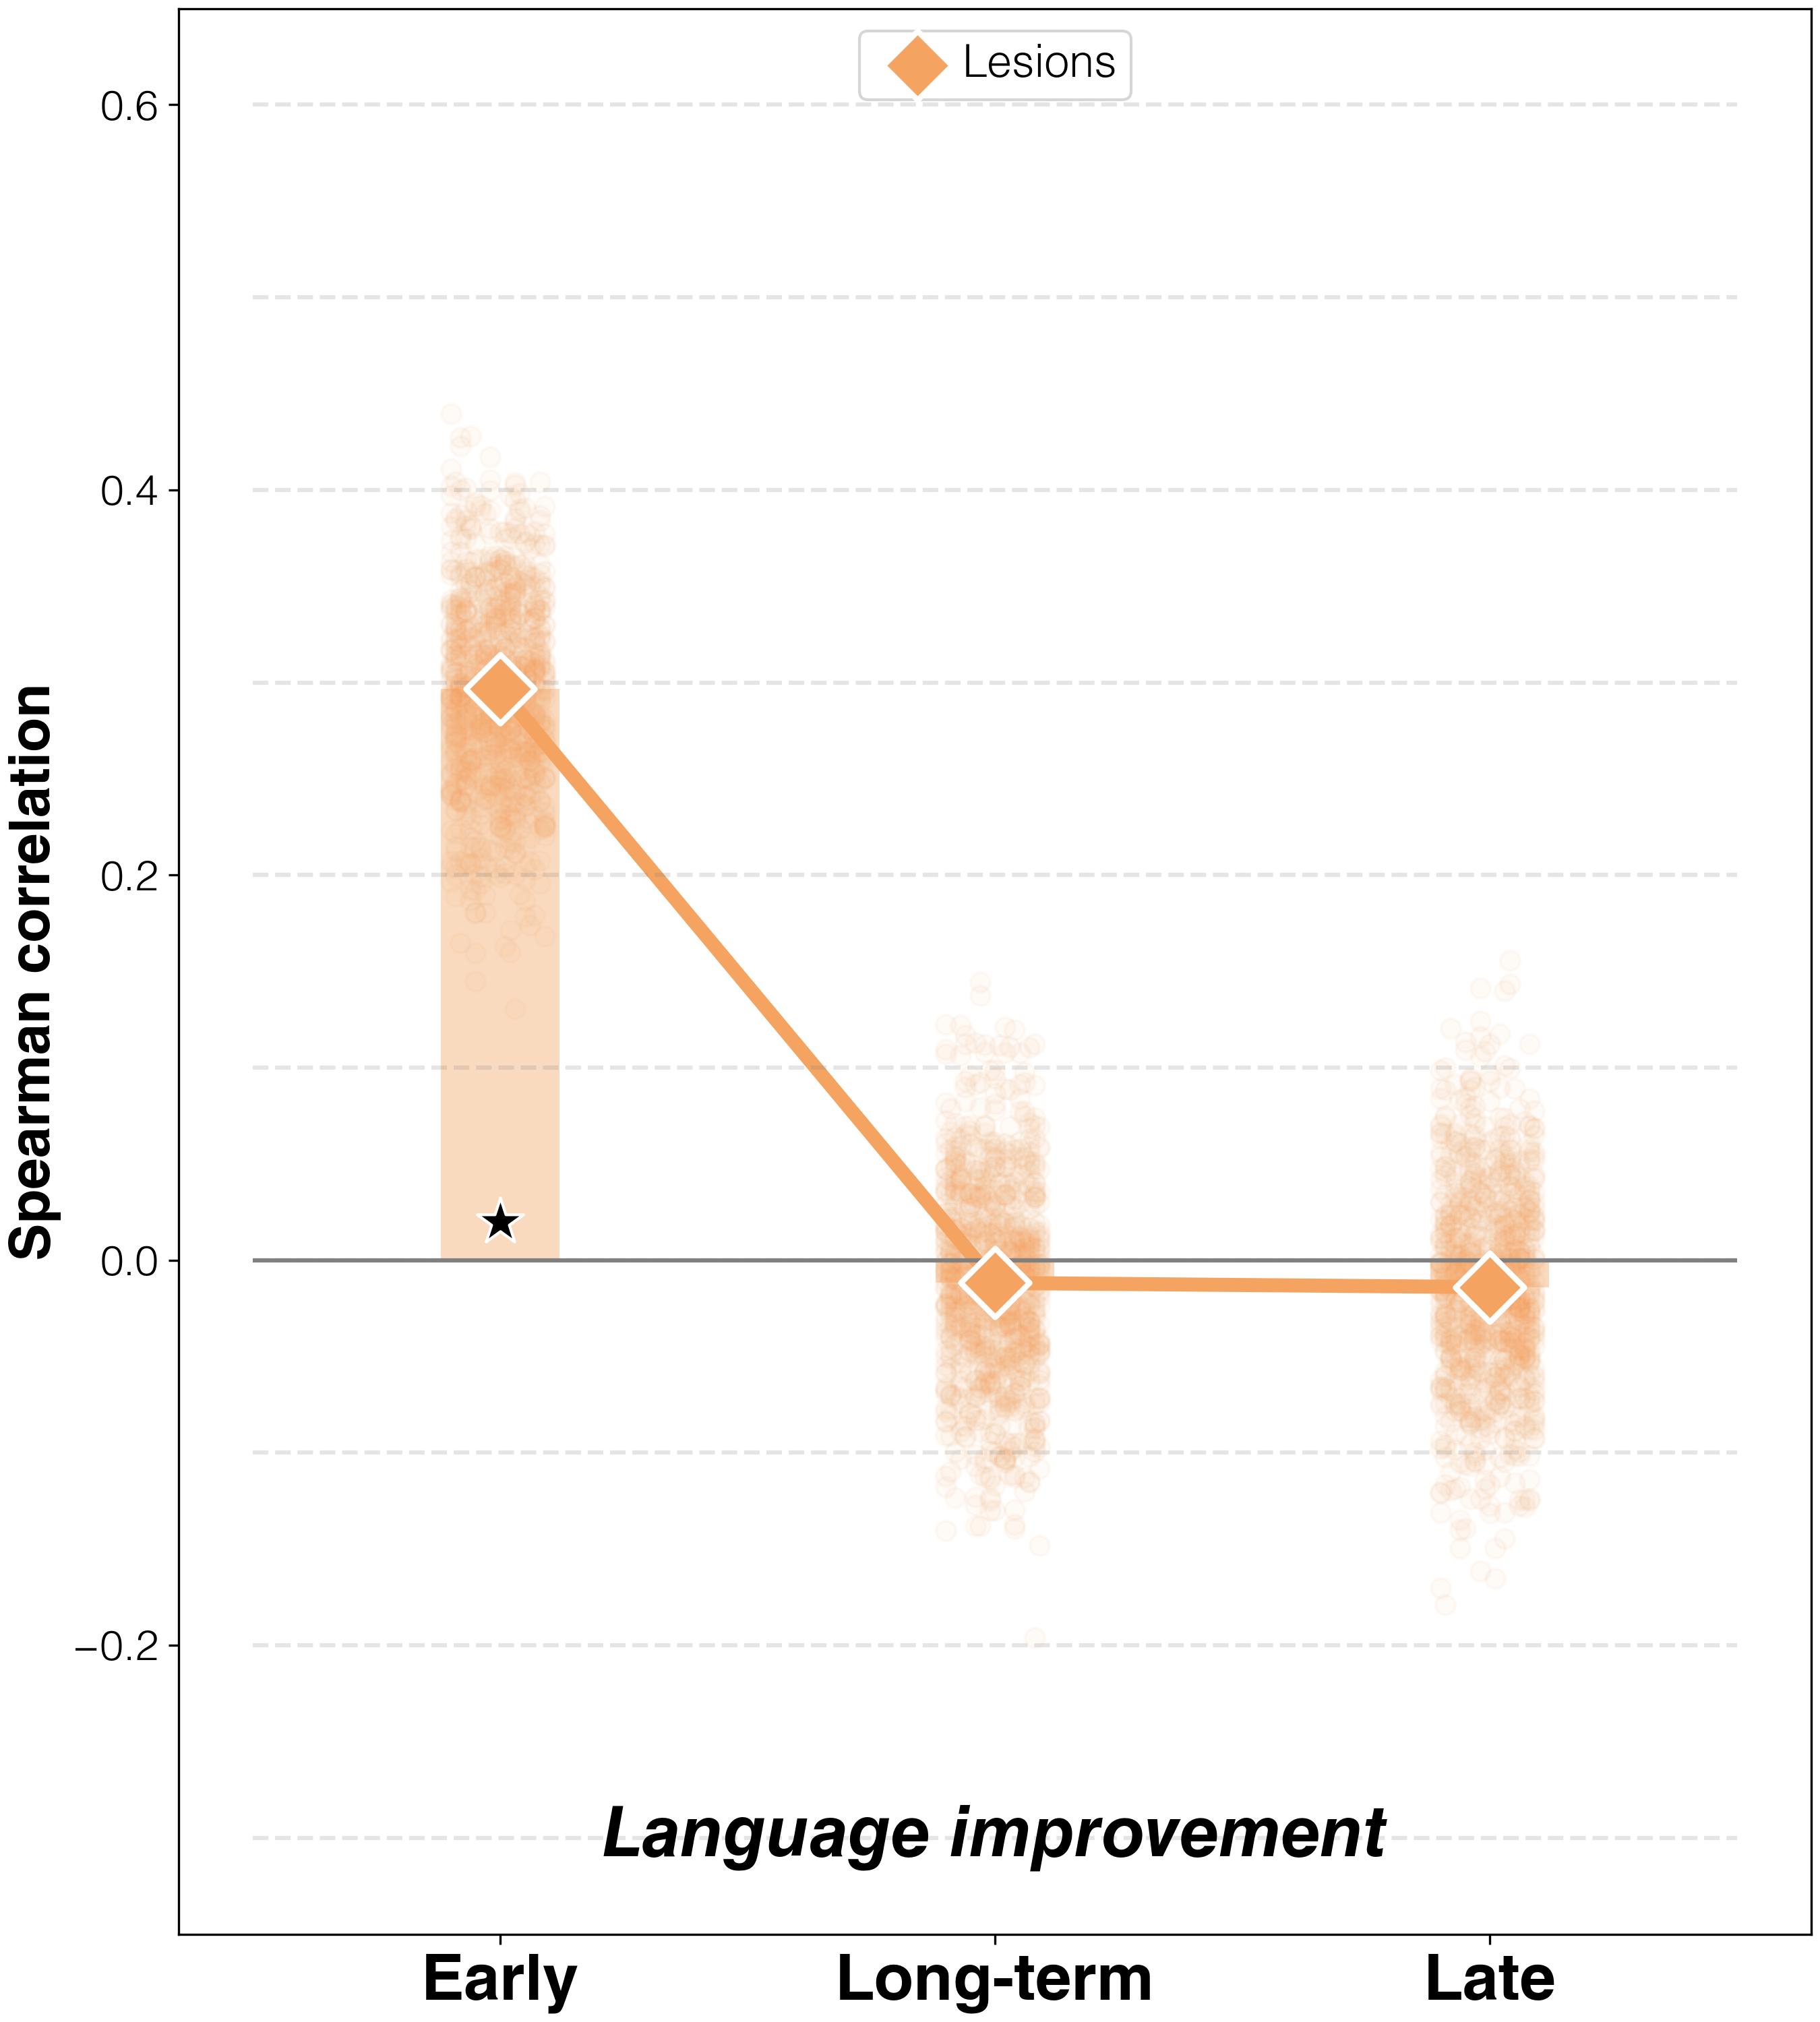 Lesions
0.6
0.4
0.2
0.0
−0.2
Spearman correlation
Language improvement
Early
Long-term
Late